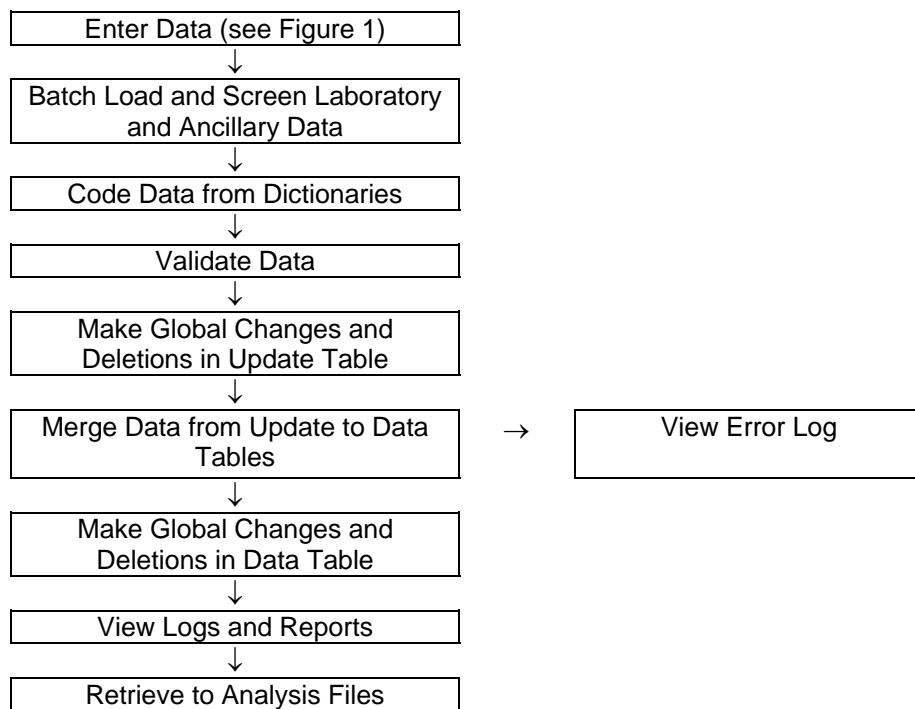 Enter Data (see Figure 1)
↓
Batch Load and Screen Laboratory
and Ancillary Data
↓
Code Data from Dictionaries
↓
Validate Data
↓
Make Global Changes and
Deletions in Update Table
↓
Merge Data from Update to Data
Tables
→
View Error Log
↓
Make Global Changes and
Deletions in Data Table
↓
View Logs and Reports
↓
Retrieve to Analysis Files